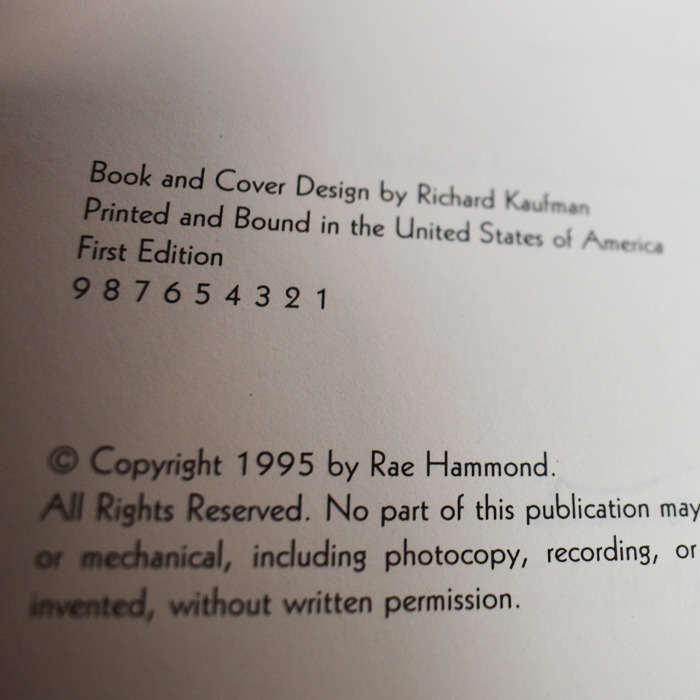 Book and Cover Design by Richard Kaufman
Printed and Bound in the United States of America
First Edition
9 8 7 6 5 4 3 2 1
© Copyright 1995 by Rae Hammond.
All Rights Reserved. No part of this publication may
or mechanical, including photocopy, recording, or
invented, without written permission.